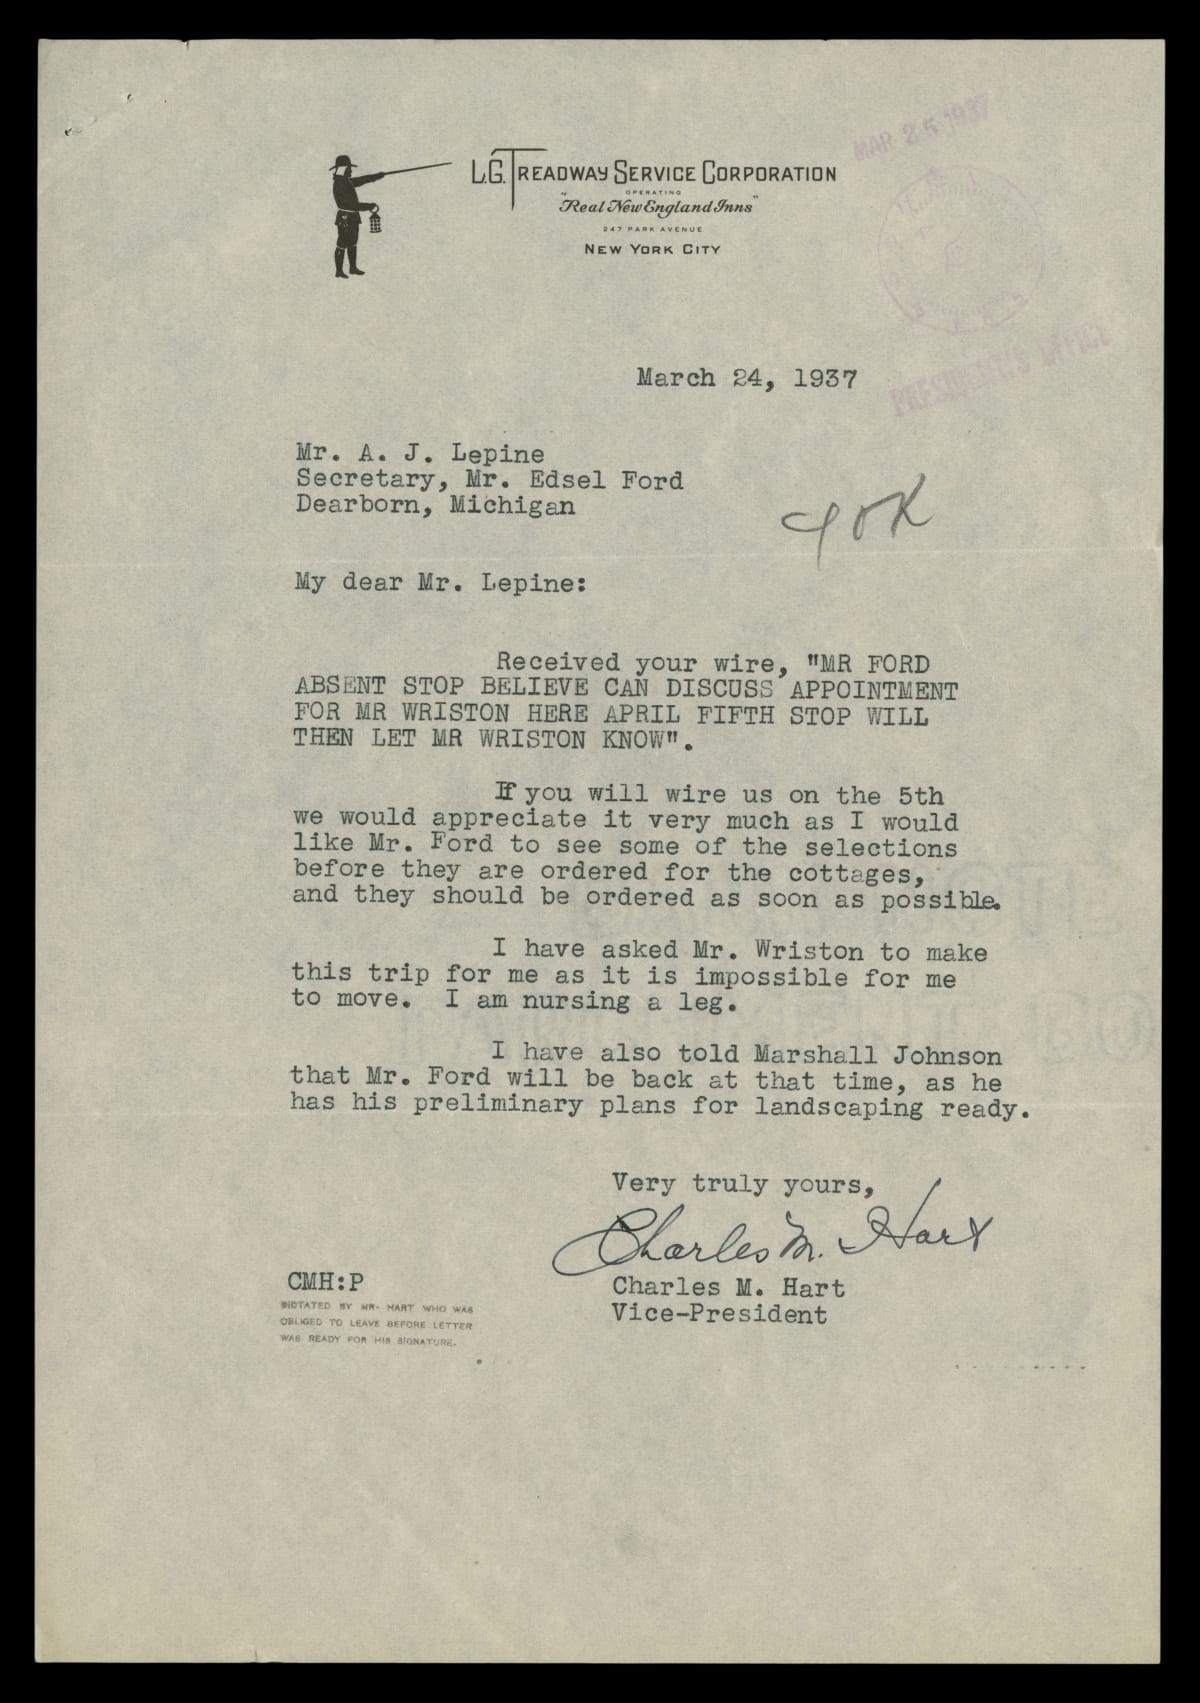 MAR 25 1937
L.G. TREADWAY SERVICE CORPORATION
OPERATING
"Real New England Inns"
247 PARK AVENUE
NEW YORK CITY
PRESIDENT'S OFFICE
March 24, 1937
Mr. A. J. Lepine
Secretary, Mr. Edsel Ford
Dearborn, Michigan
OK
My dear Mr. Lepine:
Received your wire, "MR FORD
ABSENT STOP BELIEVE CAN DISCUSS APPOINTMENT
FOR MR WRISTON HERE APRIL FIFTH STOP WILL
THEN LET MR WRISTON KNOW".
If you will wire us on the 5th
we would appreciate it very much as I would
like Mr. Ford to see some of the selections
before they are ordered for the cottages,
and they should be ordered as soon as possible.
I have asked Mr. Wriston to make
this trip for me as it is impossible for me
to move. I am nursing a leg.
I have also told Marshall Johnson
that Mr. Ford will be back at that time, as he
has his preliminary plans for landscaping ready.
Very truly yours,
Charles M. Hart
Charles M. Hart
Vice-President
CMH:P
DICTATED BY MR. HART WHO WAS
OBLIGED TO LEAVE BEFORE LETTER
WAS READY FOR HIS SIGNATURE.